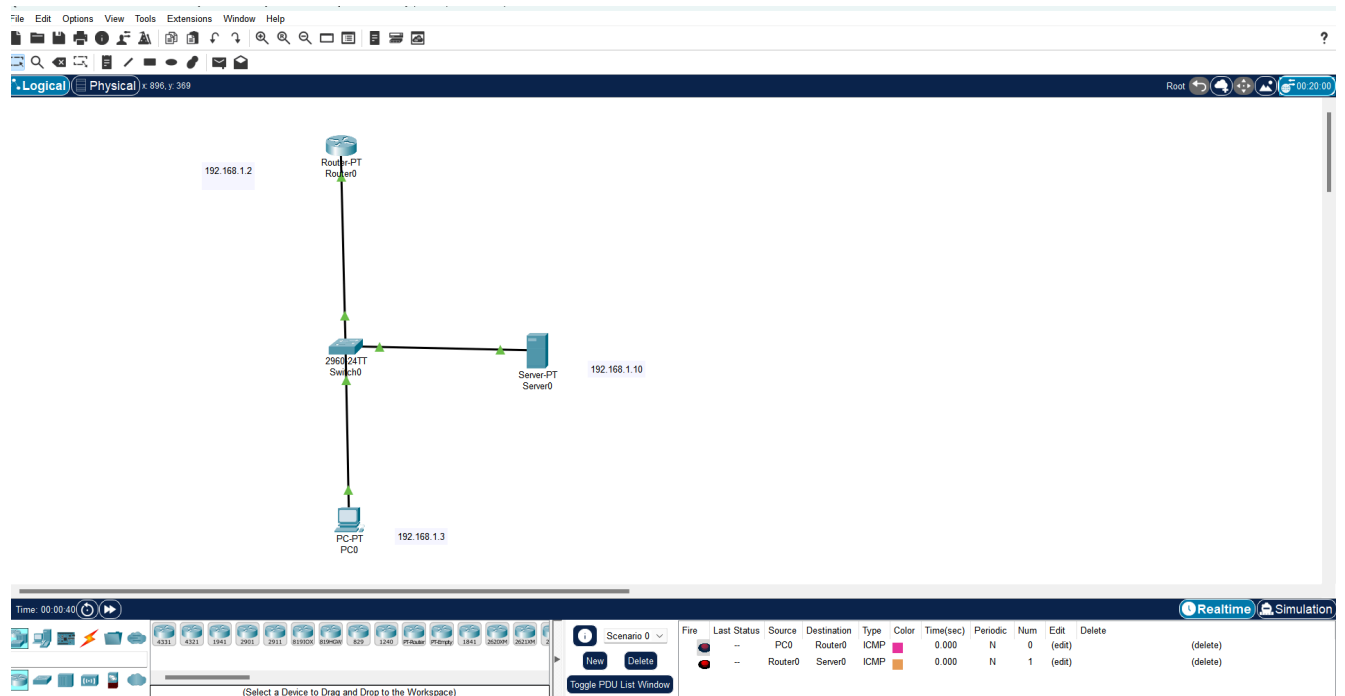 File Edit Options View Tools Extensions Window Help
?
Logical Physical x: 896, y: 369
Root 00:20:00
192.168.1.2
Router-PT
Router0
2960-24TT
Switch0
Server-PT
Server0
192.168.1.10
PC-PT
PC0
192.168.1.3
Time: 00:00:40
Realtime Simulation
4331 4321 1941 2901 2911 819IOX 819HGW 829 1240 PT-Router PT-Empty 1841 2620XM 2621XM 2
(Select a Device to Drag and Drop to the Workspace)
Scenario 0
New Delete
Toggle PDU List Window
Fire Last Status Source Destination Type Color Time(sec) Periodic Num Edit Delete
-- PC0 Router0 ICMP 0.000 N 0 (edit) (delete)
-- Router0 Server0 ICMP 0.000 N 1 (edit) (delete)